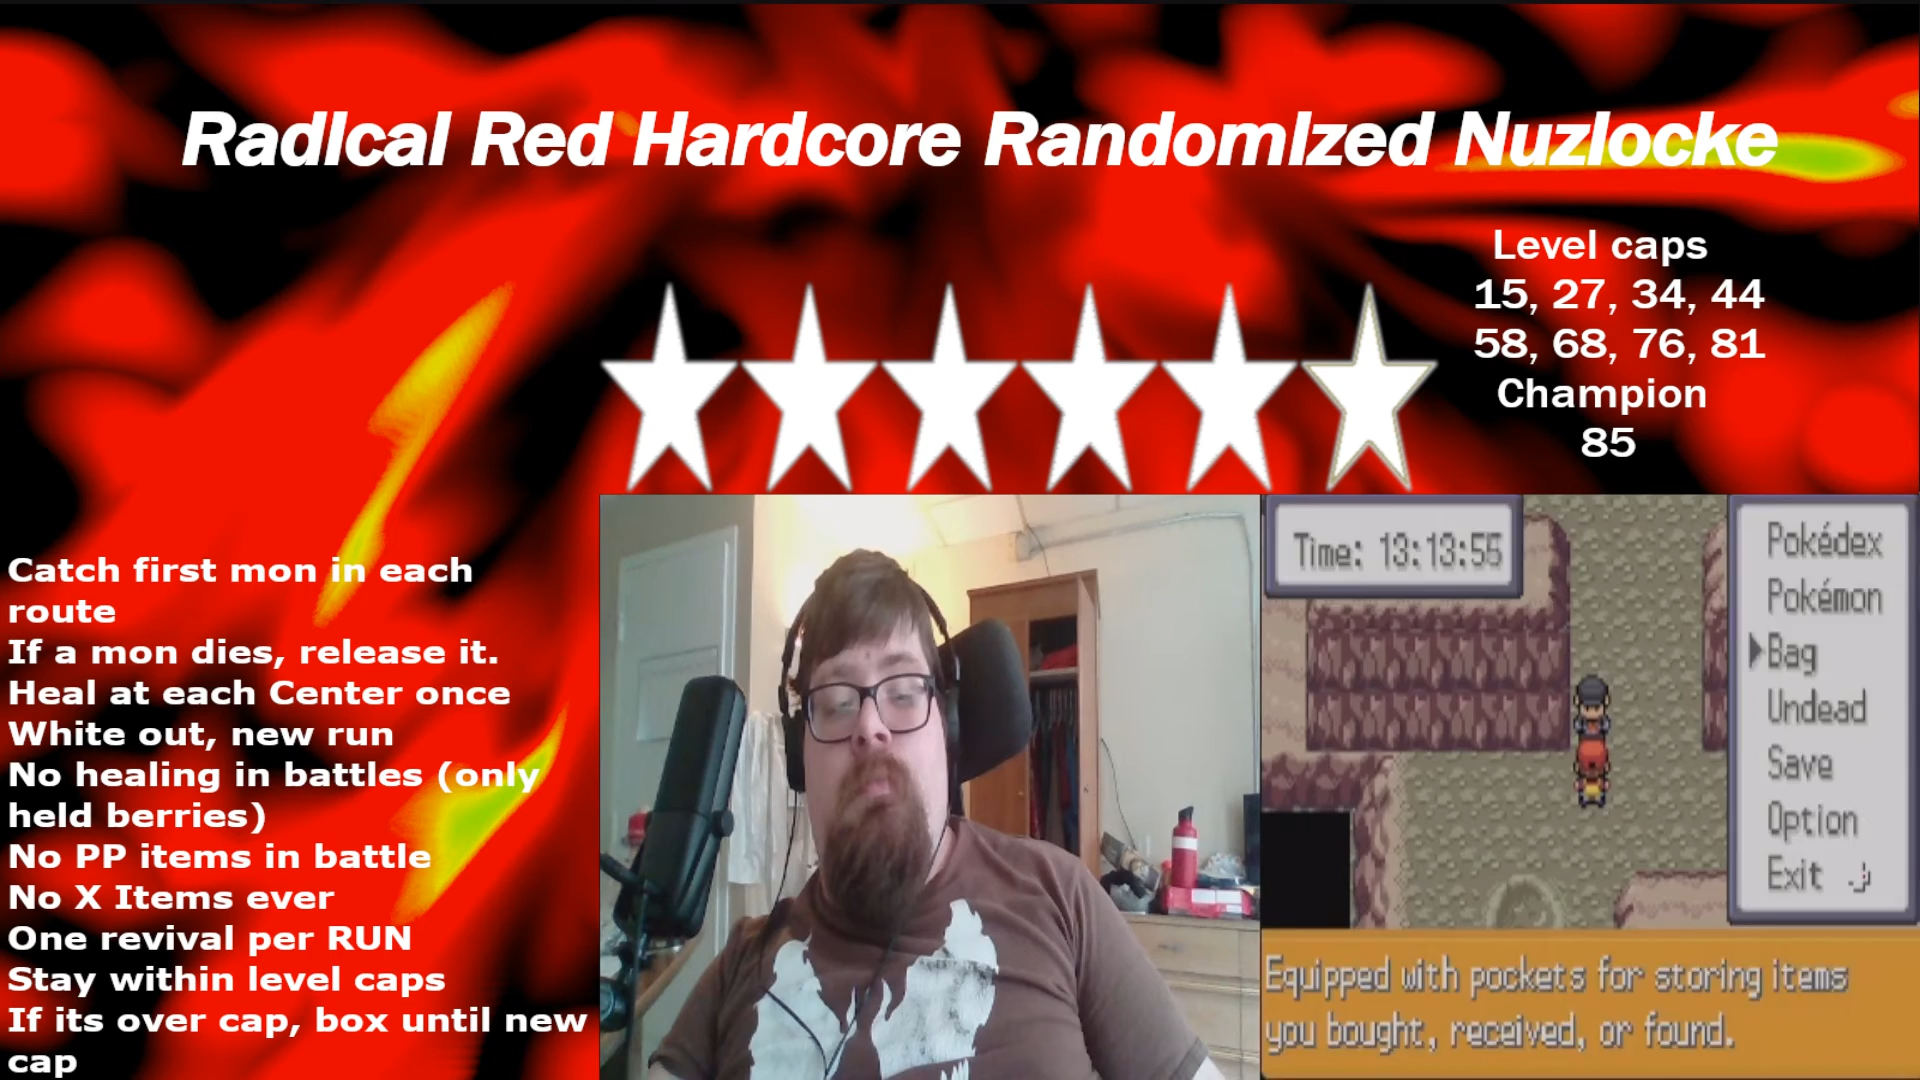 RadIcal Red Hardcore RandomIzed Nuzlocke
Level caps
15, 27, 34, 44
58, 68, 76, 81
Champion
85
Catch first mon in each
route
If a mon dies, release it.
Heal at each Center once
White out, new run
No healing in battles (only
held berries)
No PP items in battle
No X Items ever
One revival per RUN
Stay within level caps
If its over cap, box until new
cap
Time: 13:13:55
Pokédex
Pokémon
Bag
Undead
Save
Option
Exit
Equipped with pockets for storing items
you bought, received, or found.